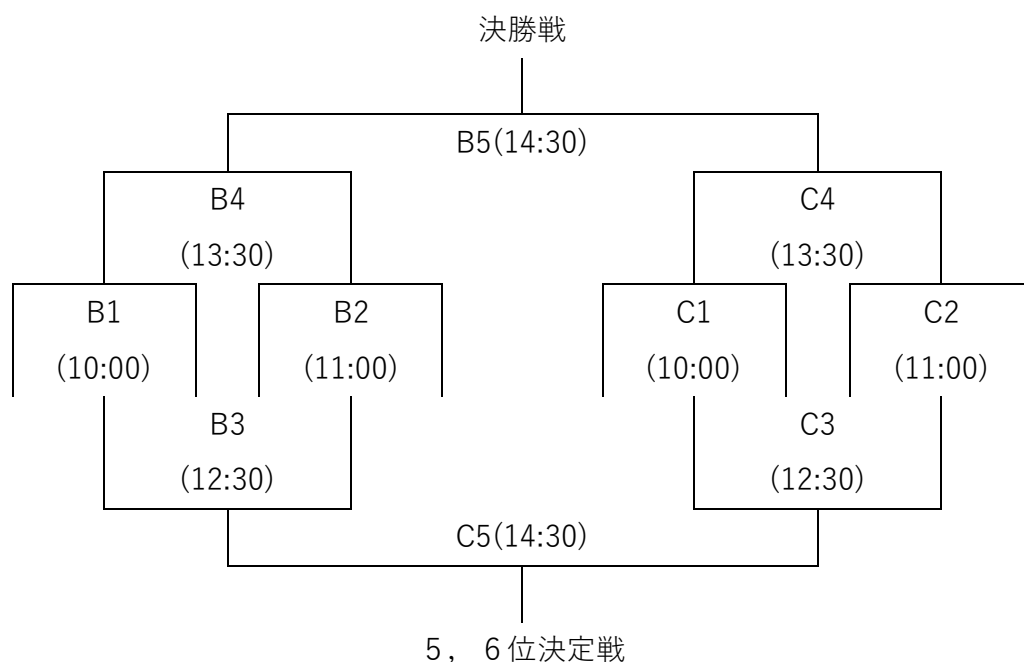 決勝戦
B5(14:30)
B4
(13:30)
C4
(13:30)
B1
(10:00)
B2
(11:00)
C1
(10:00)
C2
(11:00)
B3
(12:30)
C3
(12:30)
C5(14:30)
５，６位決定戦